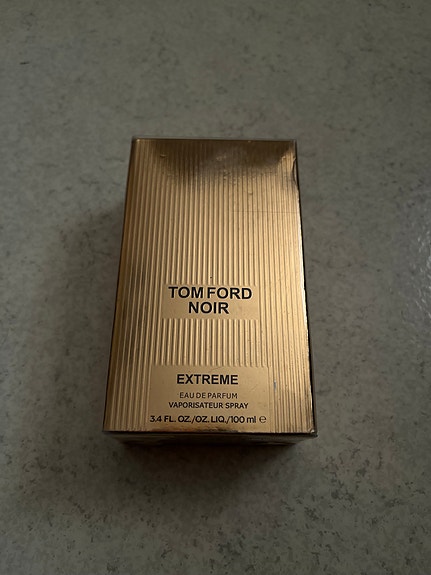 TOM FORD
NOIR
EXTREME
EAU DE PARFUM
VAPORISATEUR SPRAY
3.4 FL. OZ./OZ. LIQ./100 ml ℮